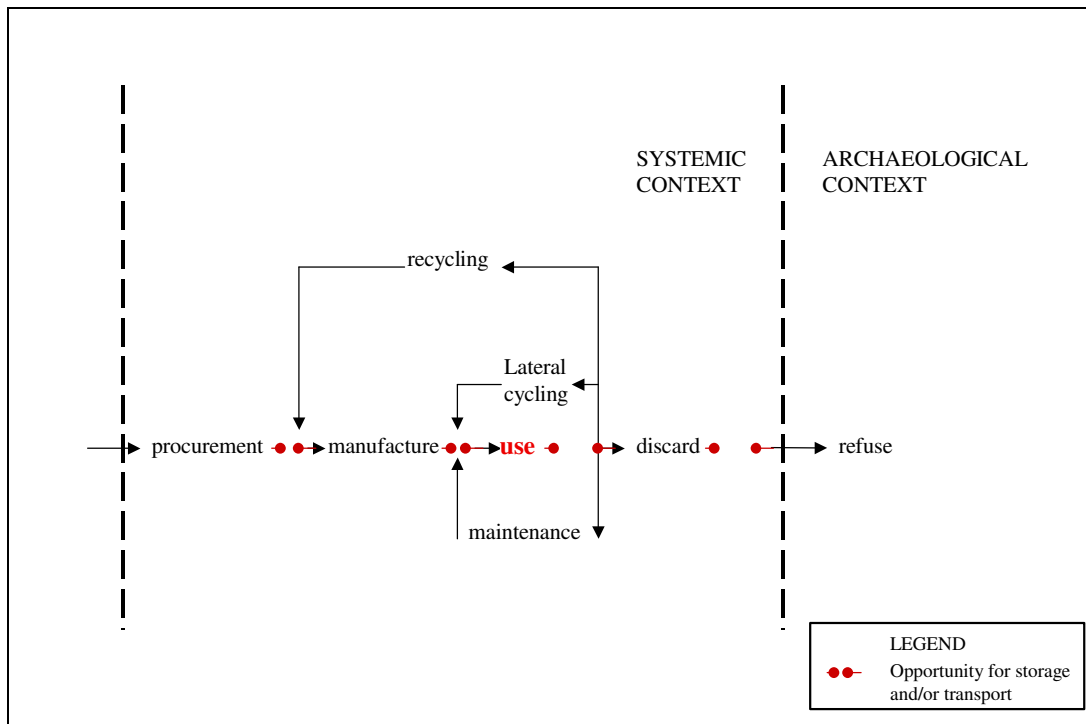 SYSTEMIC
CONTEXT
ARCHAEOLOGICAL
CONTEXT
recycling
Lateral
cycling
procurement
manufacture
use
discard
refuse
maintenance
LEGEND
Opportunity for storage
and/or transport